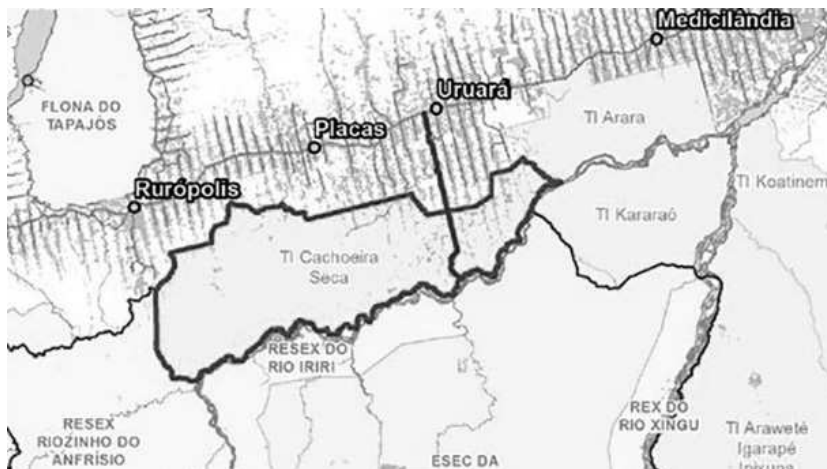 Medicilândia
Uruará
FLONA DO
TAPAJÓS
TI Arara
Placas
TI Koatinem
Rurópolis
TI Kararaó
TI Cachoeira
Seca
RESEX DO
RIO IRIRI
REX DO
RIO XINGU
RESEX
RIOZINHO DO
ANFRÍSIO
TI Araweté
Igarapé
Ipixuna
ESEC DA